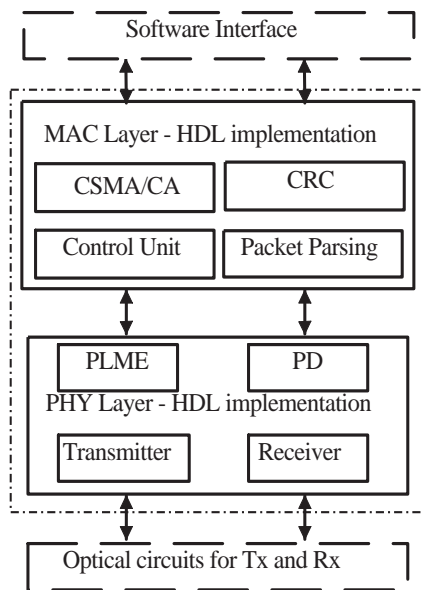 Software Interface
MAC Layer - HDL implementation
CSMA/CA
CRC
Control Unit
Packet Parsing
PLME
PD
PHY Layer - HDL implementation
Transmitter
Receiver
Optical circuits for Tx and Rx